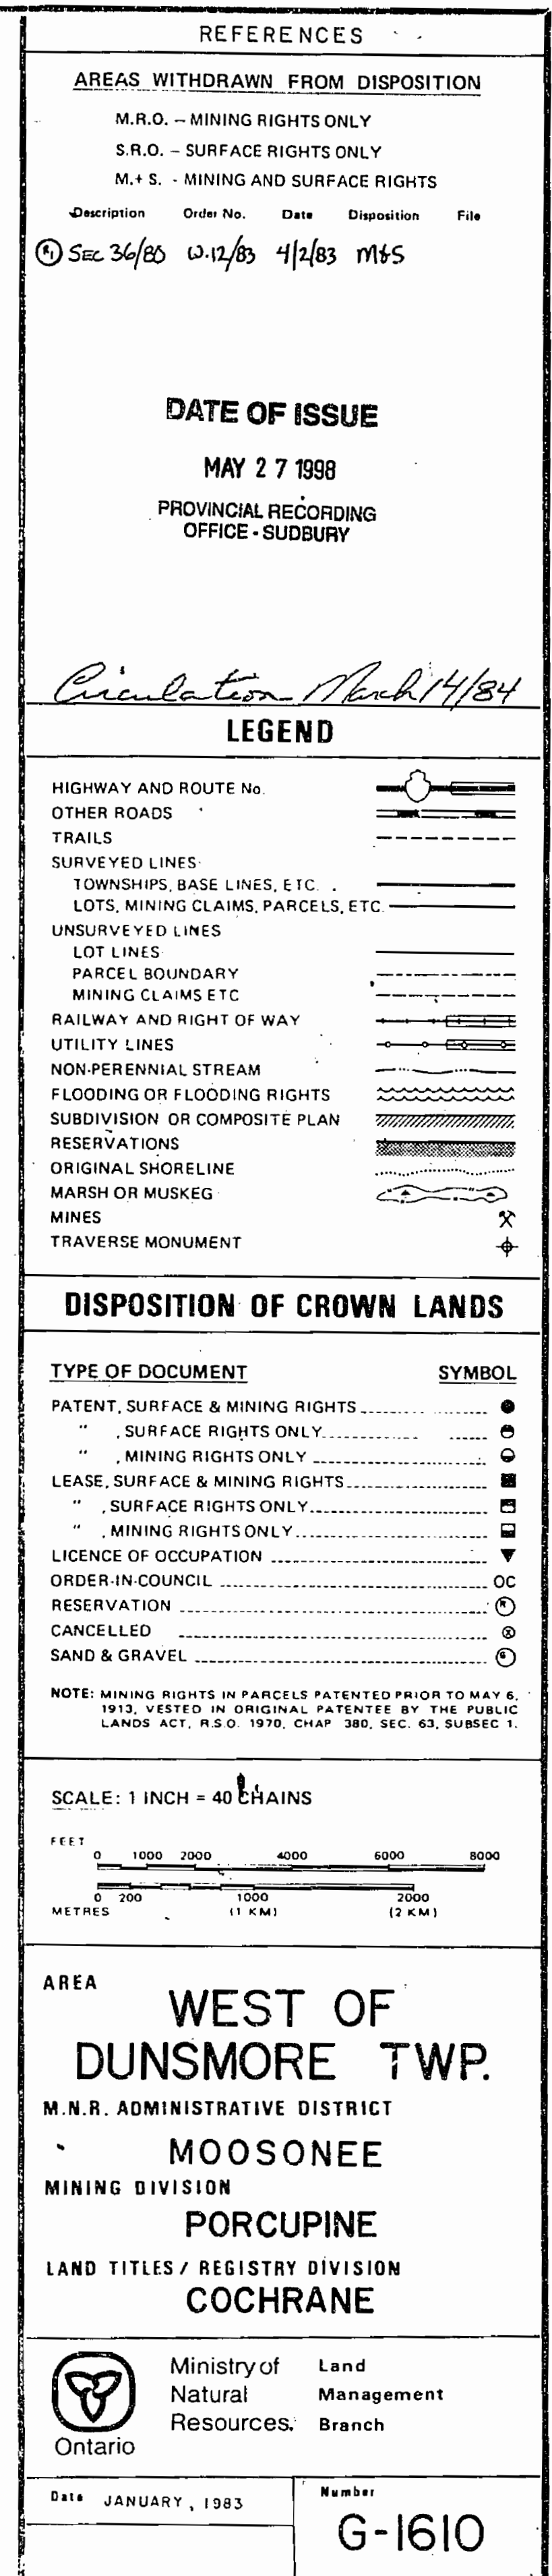 REFERENCES
AREAS WITHDRAWN FROM DISPOSITION
M.R.O. – MINING RIGHTS ONLY
S.R.O. – SURFACE RIGHTS ONLY
M.+ S. - MINING AND SURFACE RIGHTS
Description Order No. Date Disposition File
R1 SEC 36/80 W.12/83 4/2/83 M+S
DATE OF ISSUE
MAY 27 1998
PROVINCIAL RECORDING
OFFICE - SUDBURY
Circulation March 14/84
LEGEND
HIGHWAY AND ROUTE No.
OTHER ROADS
TRAILS
SURVEYED LINES
TOWNSHIPS, BASE LINES, ETC.
LOTS, MINING CLAIMS, PARCELS, ETC.
UNSURVEYED LINES
LOT LINES
PARCEL BOUNDARY
MINING CLAIMS ETC
RAILWAY AND RIGHT OF WAY
UTILITY LINES
NON-PERENNIAL STREAM
FLOODING OR FLOODING RIGHTS
SUBDIVISION OR COMPOSITE PLAN
RESERVATIONS
ORIGINAL SHORELINE
MARSH OR MUSKEG
MINES
TRAVERSE MONUMENT
DISPOSITION OF CROWN LANDS
TYPE OF DOCUMENT SYMBOL
PATENT, SURFACE & MINING RIGHTS
" , SURFACE RIGHTS ONLY
" , MINING RIGHTS ONLY
LEASE, SURFACE & MINING RIGHTS
" , SURFACE RIGHTS ONLY
" , MINING RIGHTS ONLY
LICENCE OF OCCUPATION
ORDER-IN-COUNCIL OC
RESERVATION R
CANCELLED
SAND & GRAVEL G
NOTE: MINING RIGHTS IN PARCELS PATENTED PRIOR TO MAY 6,
1913, VESTED IN ORIGINAL PATENTEE BY THE PUBLIC
LANDS ACT, R.S.O. 1970, CHAP 380, SEC. 63, SUBSEC 1.
SCALE: 1 INCH = 40 CHAINS
FEET
0 1000 2000 4000 6000 8000
0 200 1000 2000
METRES (1 KM) (2 KM)
AREA
WEST OF
DUNSMORE TWP.
M.N.R. ADMINISTRATIVE DISTRICT
MOOSONEE
MINING DIVISION
PORCUPINE
LAND TITLES / REGISTRY DIVISION
COCHRANE
Ministry of Land
Natural Management
Resources. Branch
Ontario
Date JANUARY, 1983
Number
G-1610